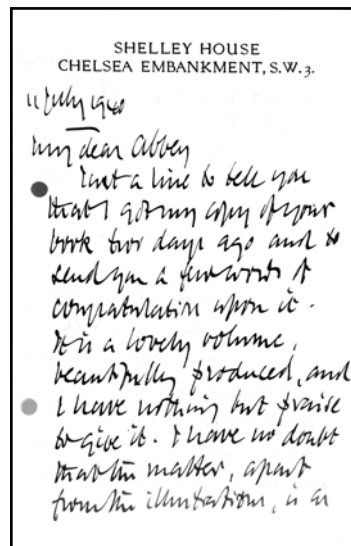 SHELLEY HOUSE
CHELSEA EMBANKMENT, S.W.3.
11 July 1940
My dear Abbey
Just a line to tell you
that I got my copy of your
book two days ago and to
send you a few words of
congratulation upon it.
It is a lovely volume,
beautifully produced, and
I have nothing but praise
to give it. I have no doubt
that the matter, apart
from the illustrations, is as